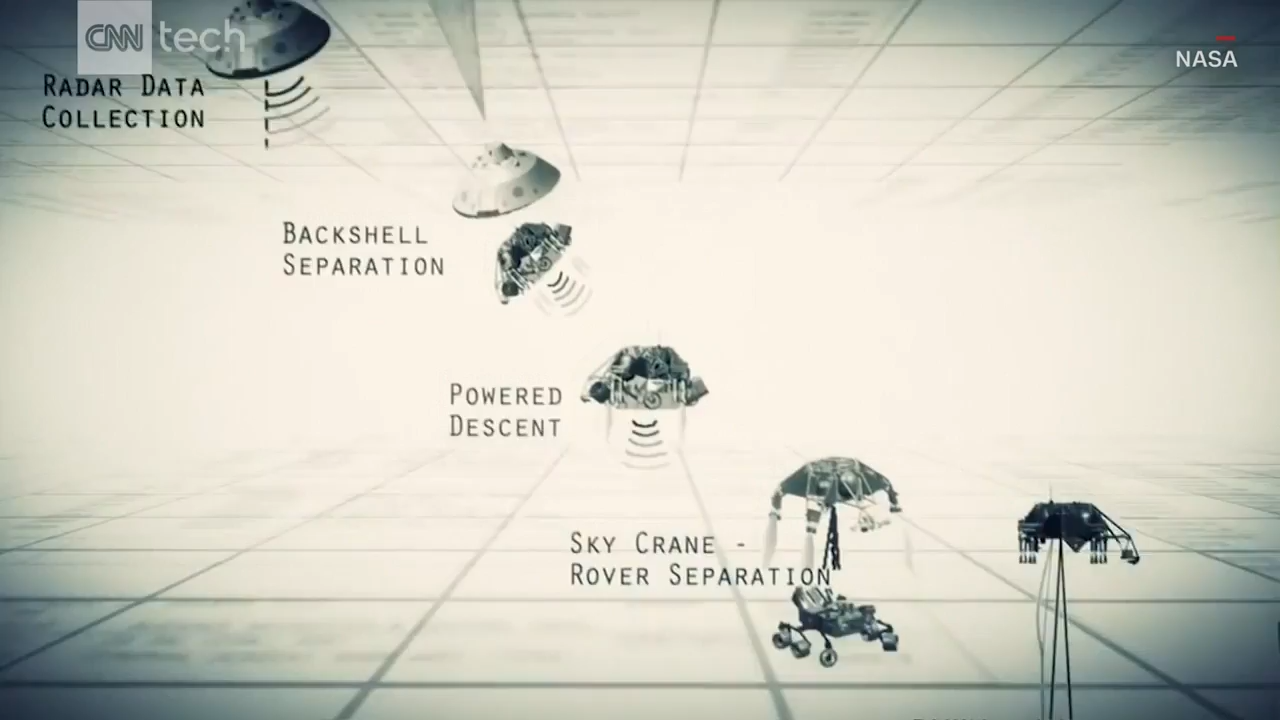 CNN tech
NASA
RADAR DATA
COLLECTION
BACKSHELL
SEPARATION
POWERED
DESCENT
SKY CRANE -
ROVER SEPARATION